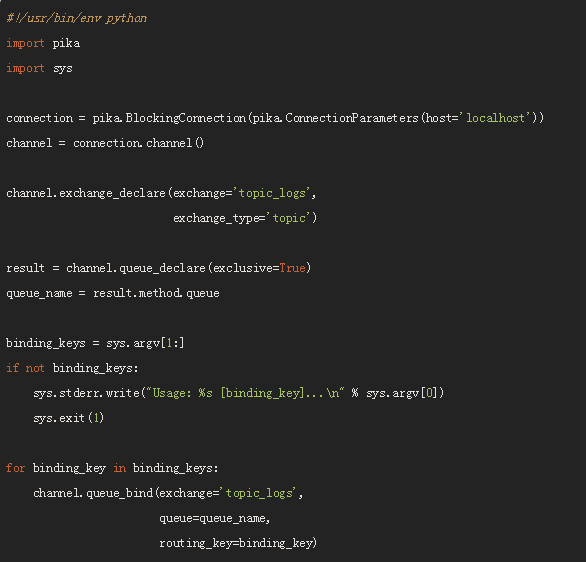 #!/usr/bin/env python
import pika
import sys
connection = pika.BlockingConnection(pika.ConnectionParameters(host='localhost'))
channel = connection.channel()
channel.exchange_declare(exchange='topic_logs',
                         exchange_type='topic')
result = channel.queue_declare(exclusive=True)
queue_name = result.method.queue
binding_keys = sys.argv[1:]
if not binding_keys:
    sys.stderr.write("Usage: %s [binding_key]...\n" % sys.argv[0])
    sys.exit(1)
for binding_key in binding_keys:
    channel.queue_bind(exchange='topic_logs',
                       queue=queue_name,
                       routing_key=binding_key)